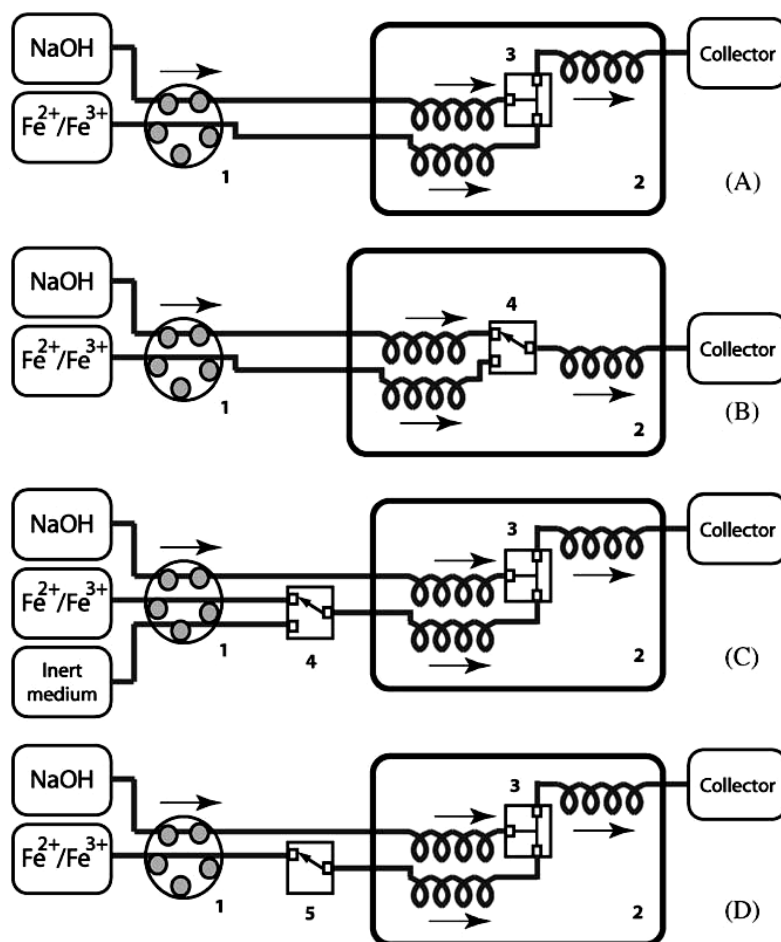 NaOH
Fe²⁺/Fe³⁺
1
3
2
Collector
(A)
NaOH
Fe²⁺/Fe³⁺
1
4
2
Collector
(B)
NaOH
Fe²⁺/Fe³⁺
Inert
medium
1
4
3
2
Collector
(C)
NaOH
Fe²⁺/Fe³⁺
1
5
3
2
Collector
(D)